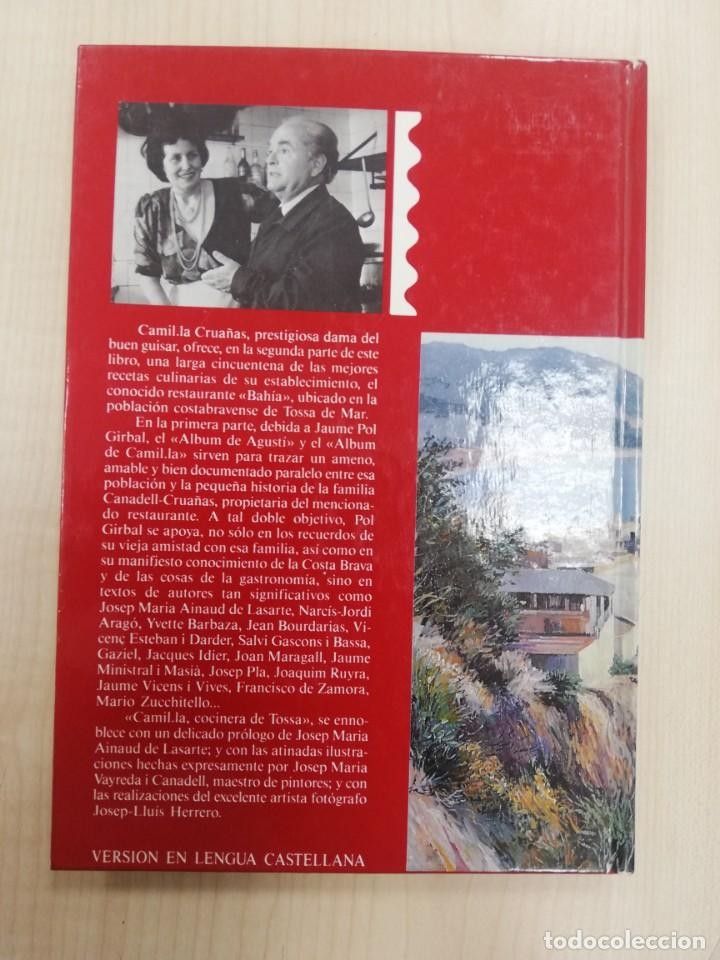 Camil.la Cruañas, prestigiosa dama del
buen guisar, ofrece, en la segunda parte de este
libro, una larga cincuentena de las mejores
recetas culinarias de su establecimiento, el
conocido restaurante «Bahía», ubicado en la
población costabravense de Tossa de Mar.
En la primera parte, debida a Jaume Pol
Girbal, el «Album de Agustí» y el «Album
de Camil.la» sirven para trazar un ameno,
amable y bien documentado paralelo entre esa
población y la pequeña historia de la familia
Canadell-Cruañas, propietaria del menciona-
do restaurante. A tal doble objetivo, Pol
Girbal se apoya, no sólo en los recuerdos de
su vieja amistad con esa familia, así como en
su manifiesto conocimiento de la Costa Brava
y de las cosas de la gastronomía, sino en
textos de autores tan significativos como
Josep Maria Ainaud de Lasarte, Narcís-Jordi
Aragó, Yvette Barbaza, Jean Bourdarias, Vi-
cenç Esteban i Darder, Salvi Gascons i Bassa,
Gaziel, Jacques Idier, Joan Maragall, Jaume
Ministral i Masià, Josep Pla, Joaquim Ruyra,
Jaume Vicens i Vives, Francisco de Zamora,
Mario Zucchitello...
«Camil.la, cocinera de Tossa», se enno-
blece con un delicado prólogo de Josep Maria
Ainaud de Lasarte; y con las atinadas ilustra-
ciones hechas expresamente por Josep Maria
Vayreda i Canadell, maestro de pintores; y con
las realizaciones del excelente artista fotógrafo
Josep-Lluís Herrero.
VERSION EN LENGUA CASTELLANA
todocoleccion.net